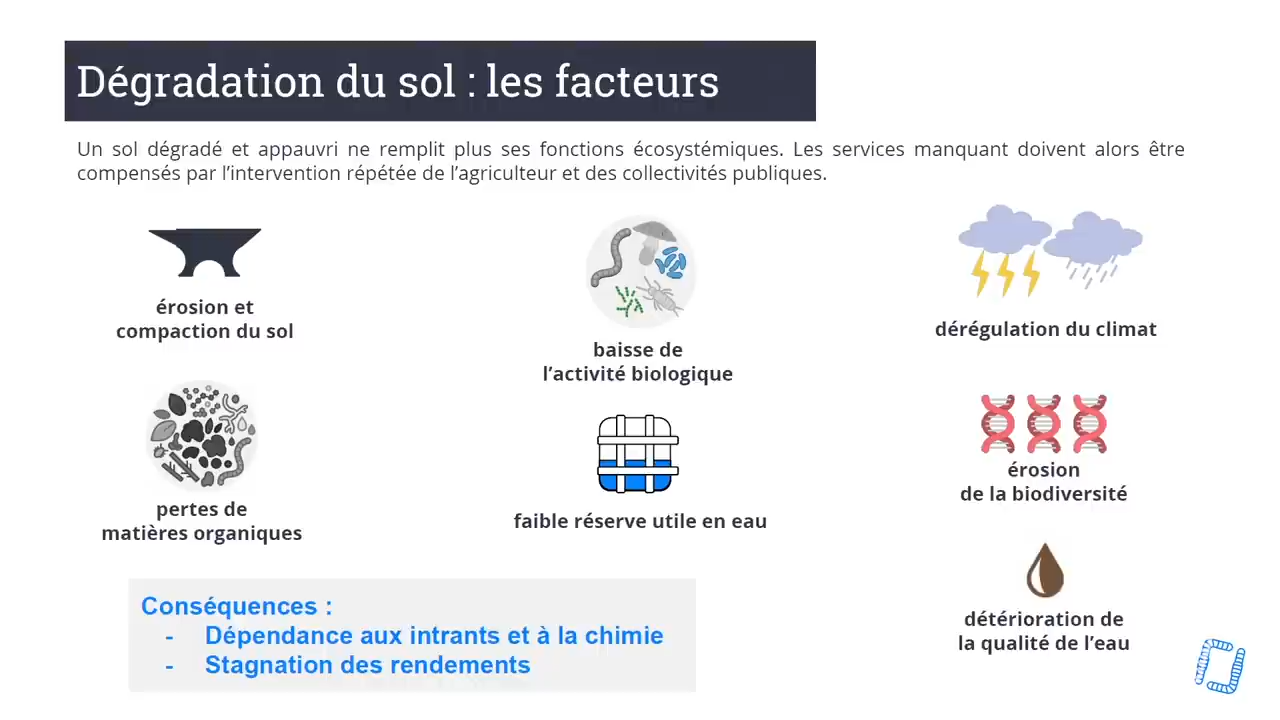 Dégradation du sol : les facteurs
Un sol dégradé et appauvri ne remplit plus ses fonctions écosystémiques. Les services manquant doivent alors être
compensés par l’intervention répétée de l’agriculteur et des collectivités publiques.
érosion et
compaction du sol
baisse de
l’activité biologique
dérégulation du climat
pertes de
matières organiques
faible réserve utile en eau
érosion
de la biodiversité
détérioration de
la qualité de l’eau
Conséquences :
- Dépendance aux intrants et à la chimie
- Stagnation des rendements